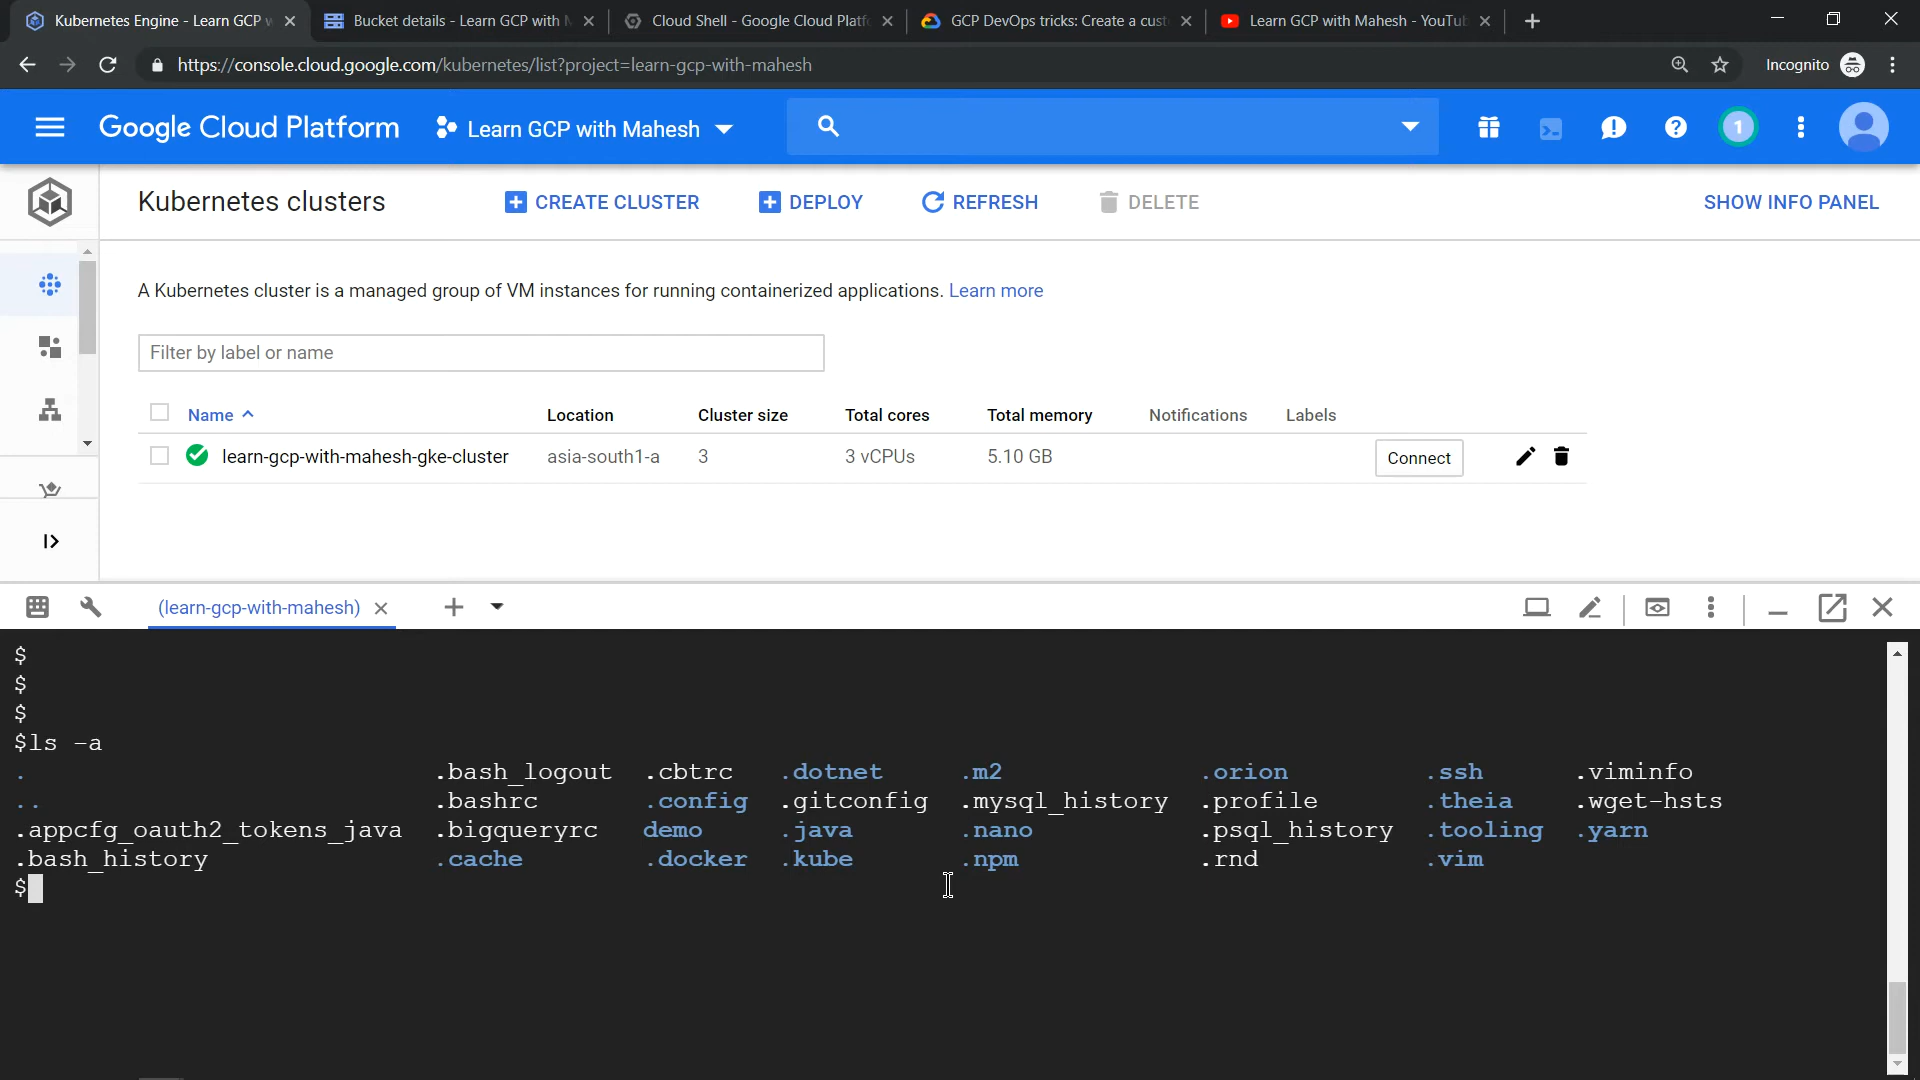 Kubernetes Engine - Learn GCP w
Bucket details - Learn GCP with M
Cloud Shell - Google Cloud Platfo
GCP DevOps tricks: Create a cust
Learn GCP with Mahesh - YouTub
https://console.cloud.google.com/kubernetes/list?project=learn-gcp-with-mahesh
Incognito
Google Cloud Platform
Learn GCP with Mahesh
1
Kubernetes clusters
CREATE CLUSTER
DEPLOY
REFRESH
DELETE
SHOW INFO PANEL
A Kubernetes cluster is a managed group of VM instances for running containerized applications. Learn more
Filter by label or name
Name Location Cluster size Total cores Total memory Notifications Labels
learn-gcp-with-mahesh-gke-cluster asia-south1-a 3 3 vCPUs 5.10 GB Connect
(learn-gcp-with-mahesh)
$
$
$
$ls -a
. .bash_logout .cbtrc .dotnet .m2 .orion .ssh .viminfo
.. .bashrc .config .gitconfig .mysql_history .profile .theia .wget-hsts
.appcfg_oauth2_tokens_java .bigqueryrc demo .java .nano .psql_history .tooling .yarn
.bash_history .cache .docker .kube .npm .rnd .vim
$